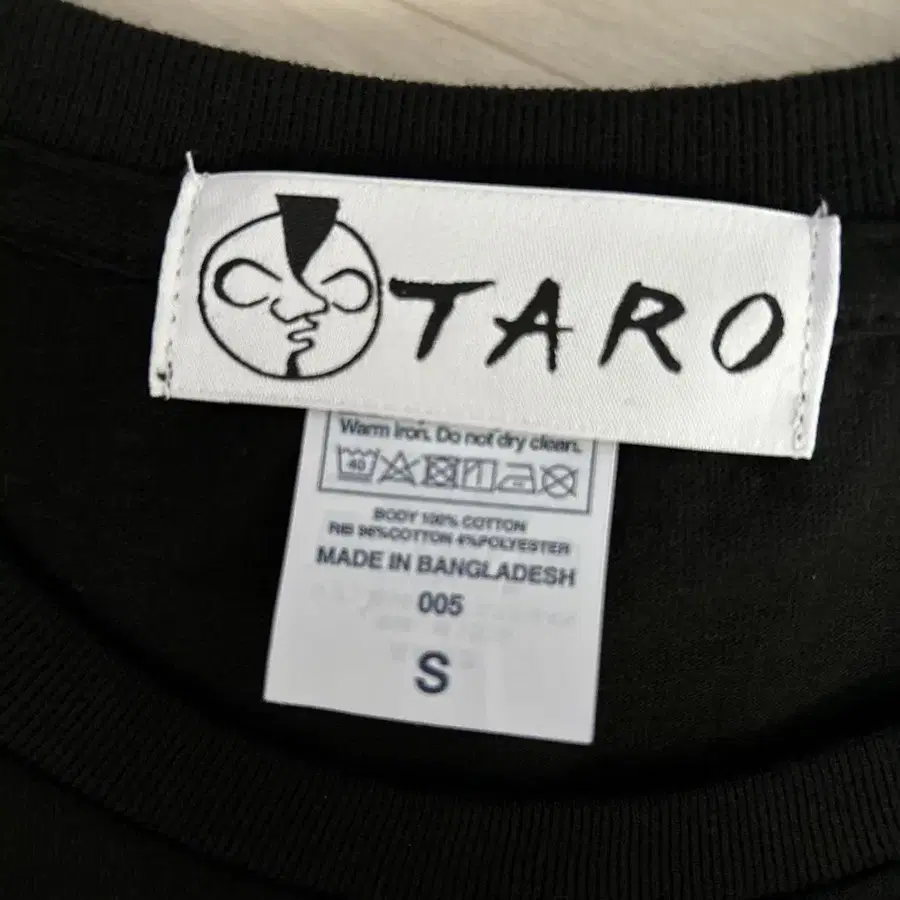 TARO
Warm iron. Do not dry clean.
40
BODY 100% COTTON
RIB 96%COTTON 4%POLYESTER
MADE IN BANGLADESH
005
S